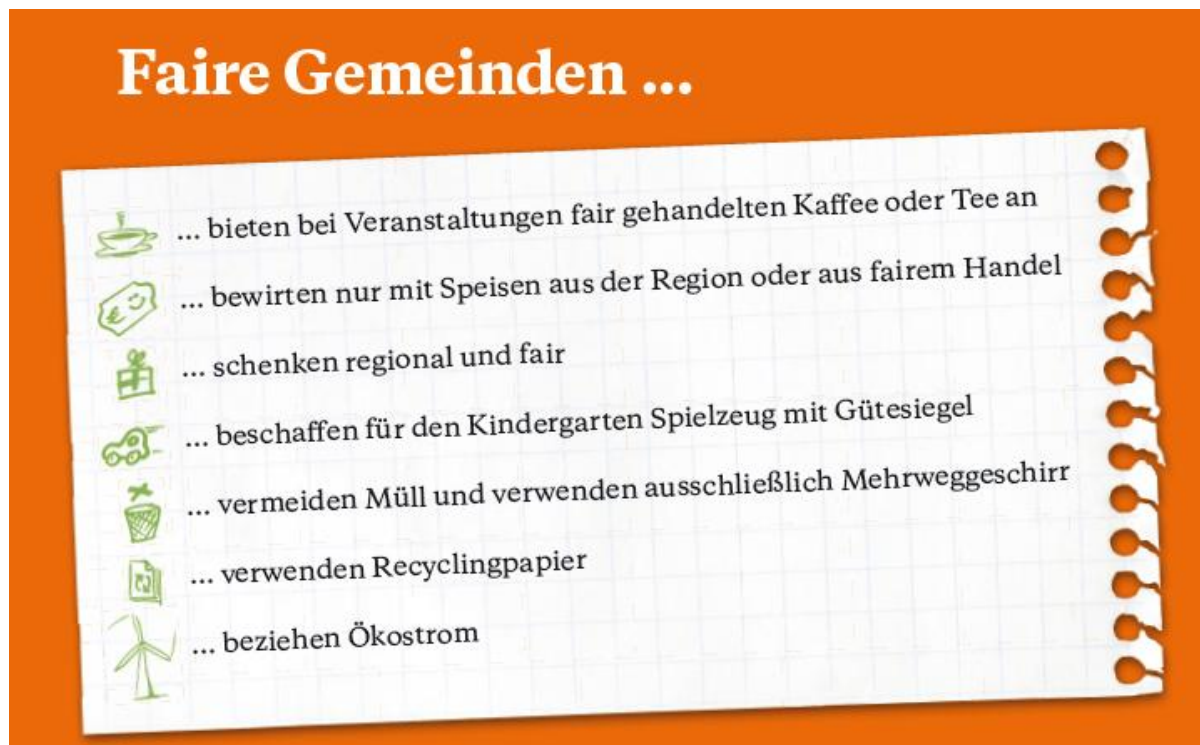 Faire Gemeinden ...
... bieten bei Veranstaltungen fair gehandelten Kaffee oder Tee an
... bewirten nur mit Speisen aus der Region oder aus fairem Handel
... schenken regional und fair
... beschaffen für den Kindergarten Spielzeug mit Gütesiegel
... vermeiden Müll und verwenden ausschließlich Mehrweggeschirr
... verwenden Recyclingpapier
... beziehen Ökostrom